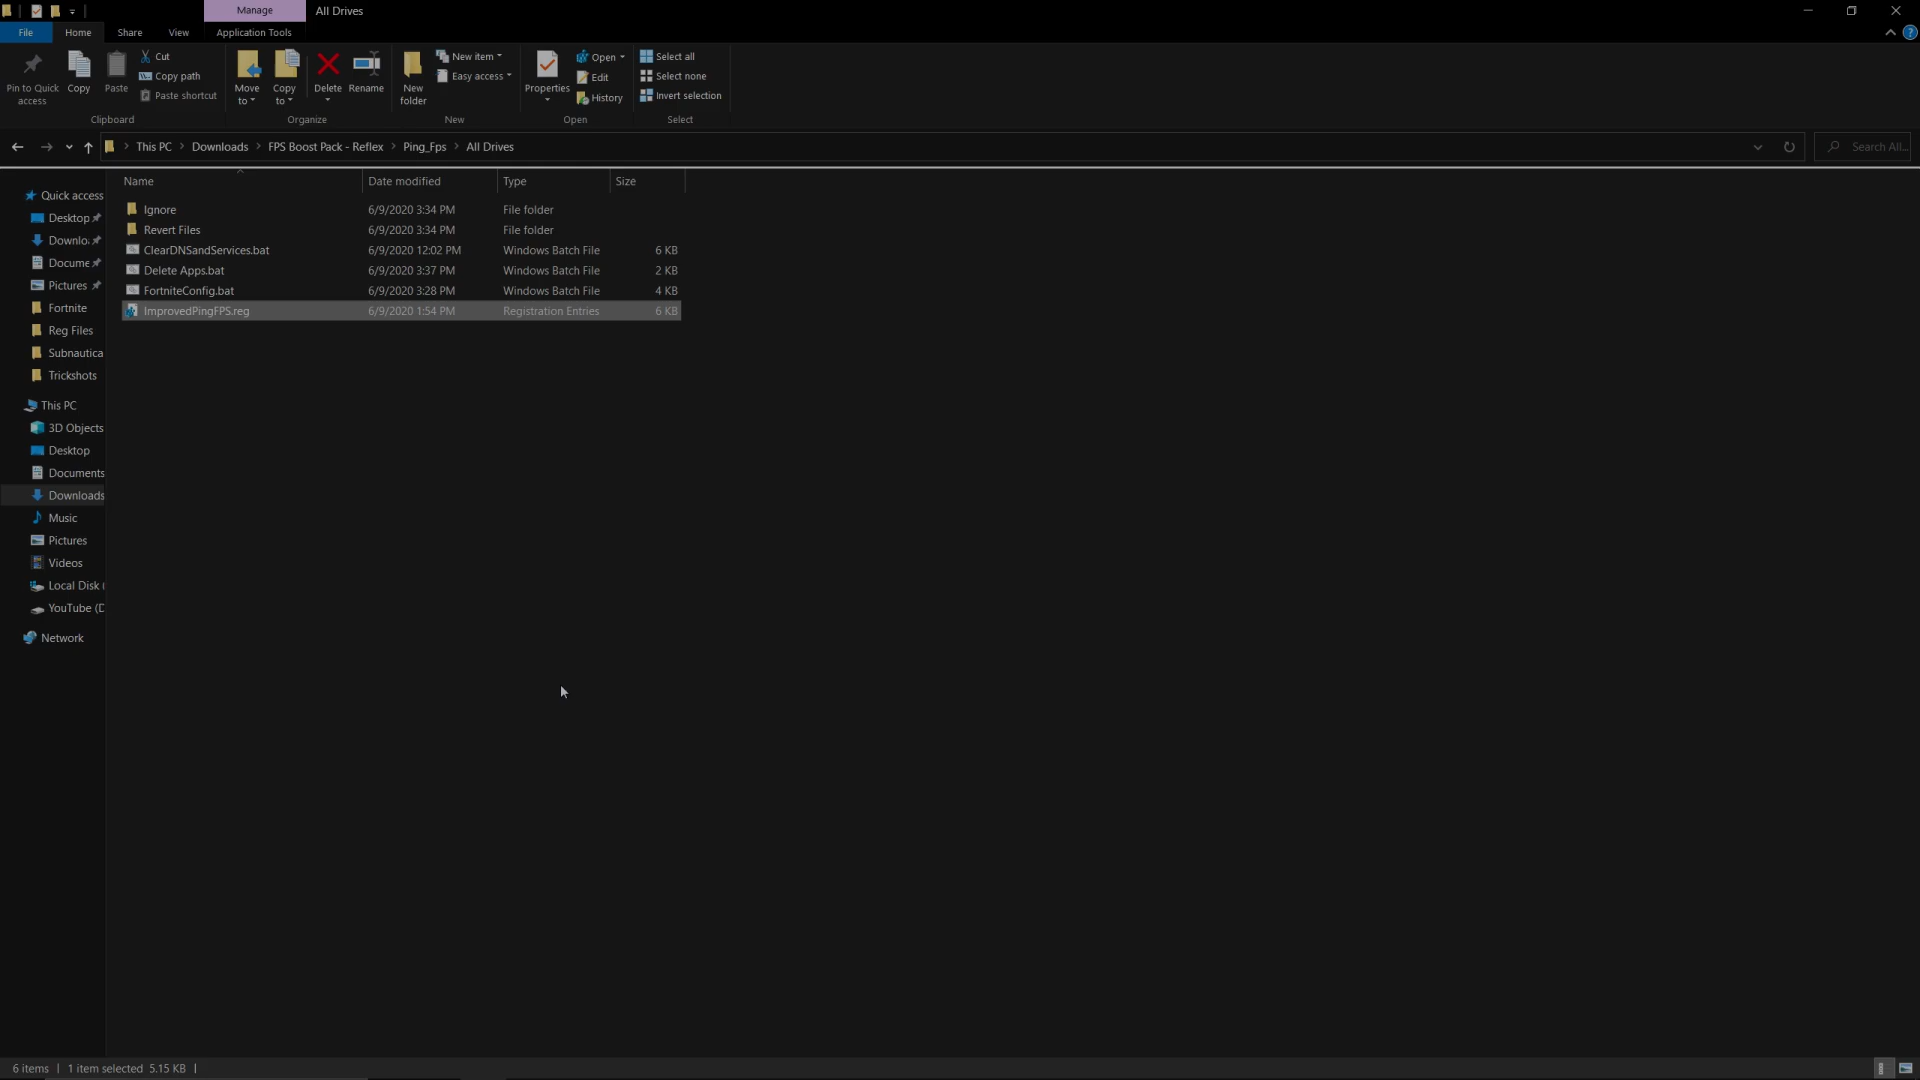 Manage
All Drives
File
Home
Share
View
Application Tools
Pin to Quick access
Copy
Paste
Cut
Copy path
Paste shortcut
Clipboard
Move to
Copy to
Delete
Rename
Organize
New folder
New item
Easy access
New
Properties
Open
Edit
History
Open
Select all
Select none
Invert selection
Select
This PC > Downloads > FPS Boost Pack - Reflex > Ping_Fps > All Drives
Search All...
Name Date modified Type Size
Ignore 6/9/2020 3:34 PM File folder
Revert Files 6/9/2020 3:34 PM File folder
ClearDNSandServices.bat 6/9/2020 12:02 PM Windows Batch File 6 KB
Delete Apps.bat 6/9/2020 3:37 PM Windows Batch File 2 KB
FortniteConfig.bat 6/9/2020 3:28 PM Windows Batch File 4 KB
ImprovedPingFPS.reg 6/9/2020 1:54 PM Registration Entries 6 KB
Quick access
Desktop
Downlo
Docume
Pictures
Fortnite
Reg Files
Subnautica
Trickshots
This PC
3D Objects
Desktop
Documents
Downloads
Music
Pictures
Videos
Local Disk (
YouTube (D
Network
6 items | 1 item selected 5.15 KB |